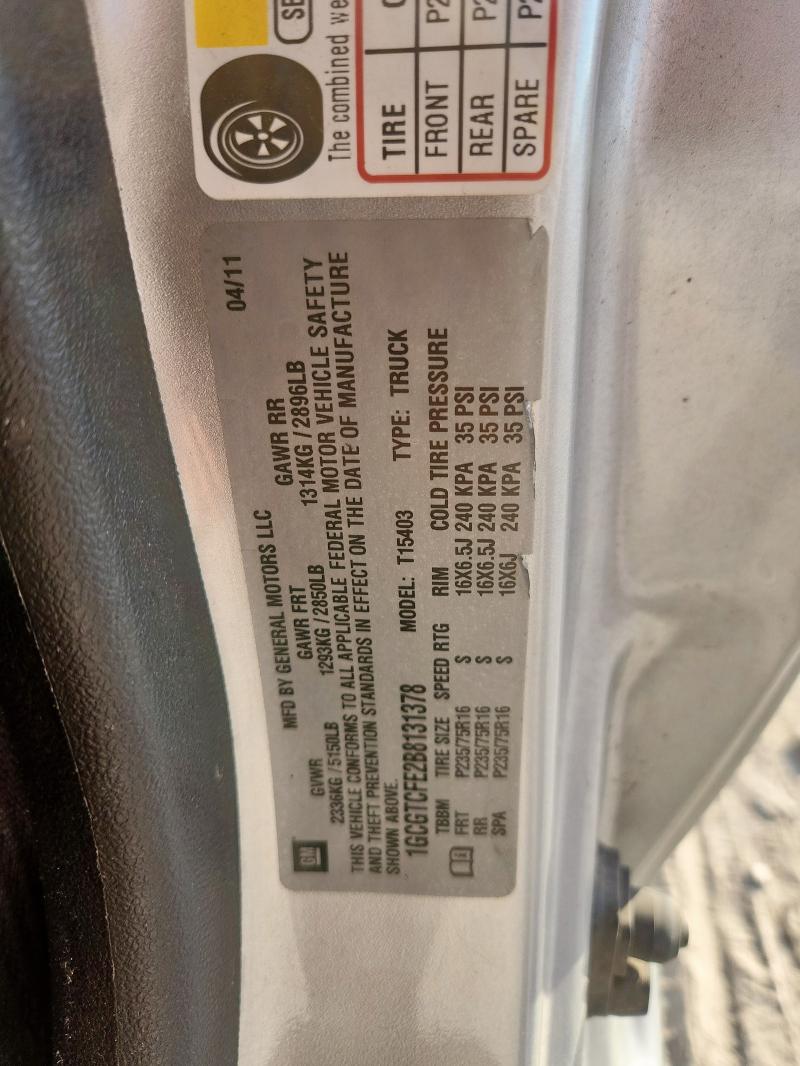 GM
04/11
MFD BY GENERAL MOTORS LLC
GVWR GAWR FRT GAWR RR
2336KG / 5150LB 1293KG / 2850LB 1314KG / 2896LB
THIS VEHICLE CONFORMS TO ALL APPLICABLE FEDERAL MOTOR VEHICLE SAFETY
AND THEFT PREVENTION STANDARDS IN EFFECT ON THE DATE OF MANUFACTURE
SHOWN ABOVE.
1GCGTCFE2B8131378 MODEL: T15403 TYPE: TRUCK
TBBM TIRE SIZE SPEED RTG RIM COLD TIRE PRESSURE
FRT P235/75R16 S 16X6.5J 240 KPA 35 PSI
RR P235/75R16 S 16X6.5J 240 KPA 35 PSI
SPA P235/75R16 S 16X6J 240 KPA 35 PSI
The combined
TIRE
FRONT P2
REAR P2
SPARE P2